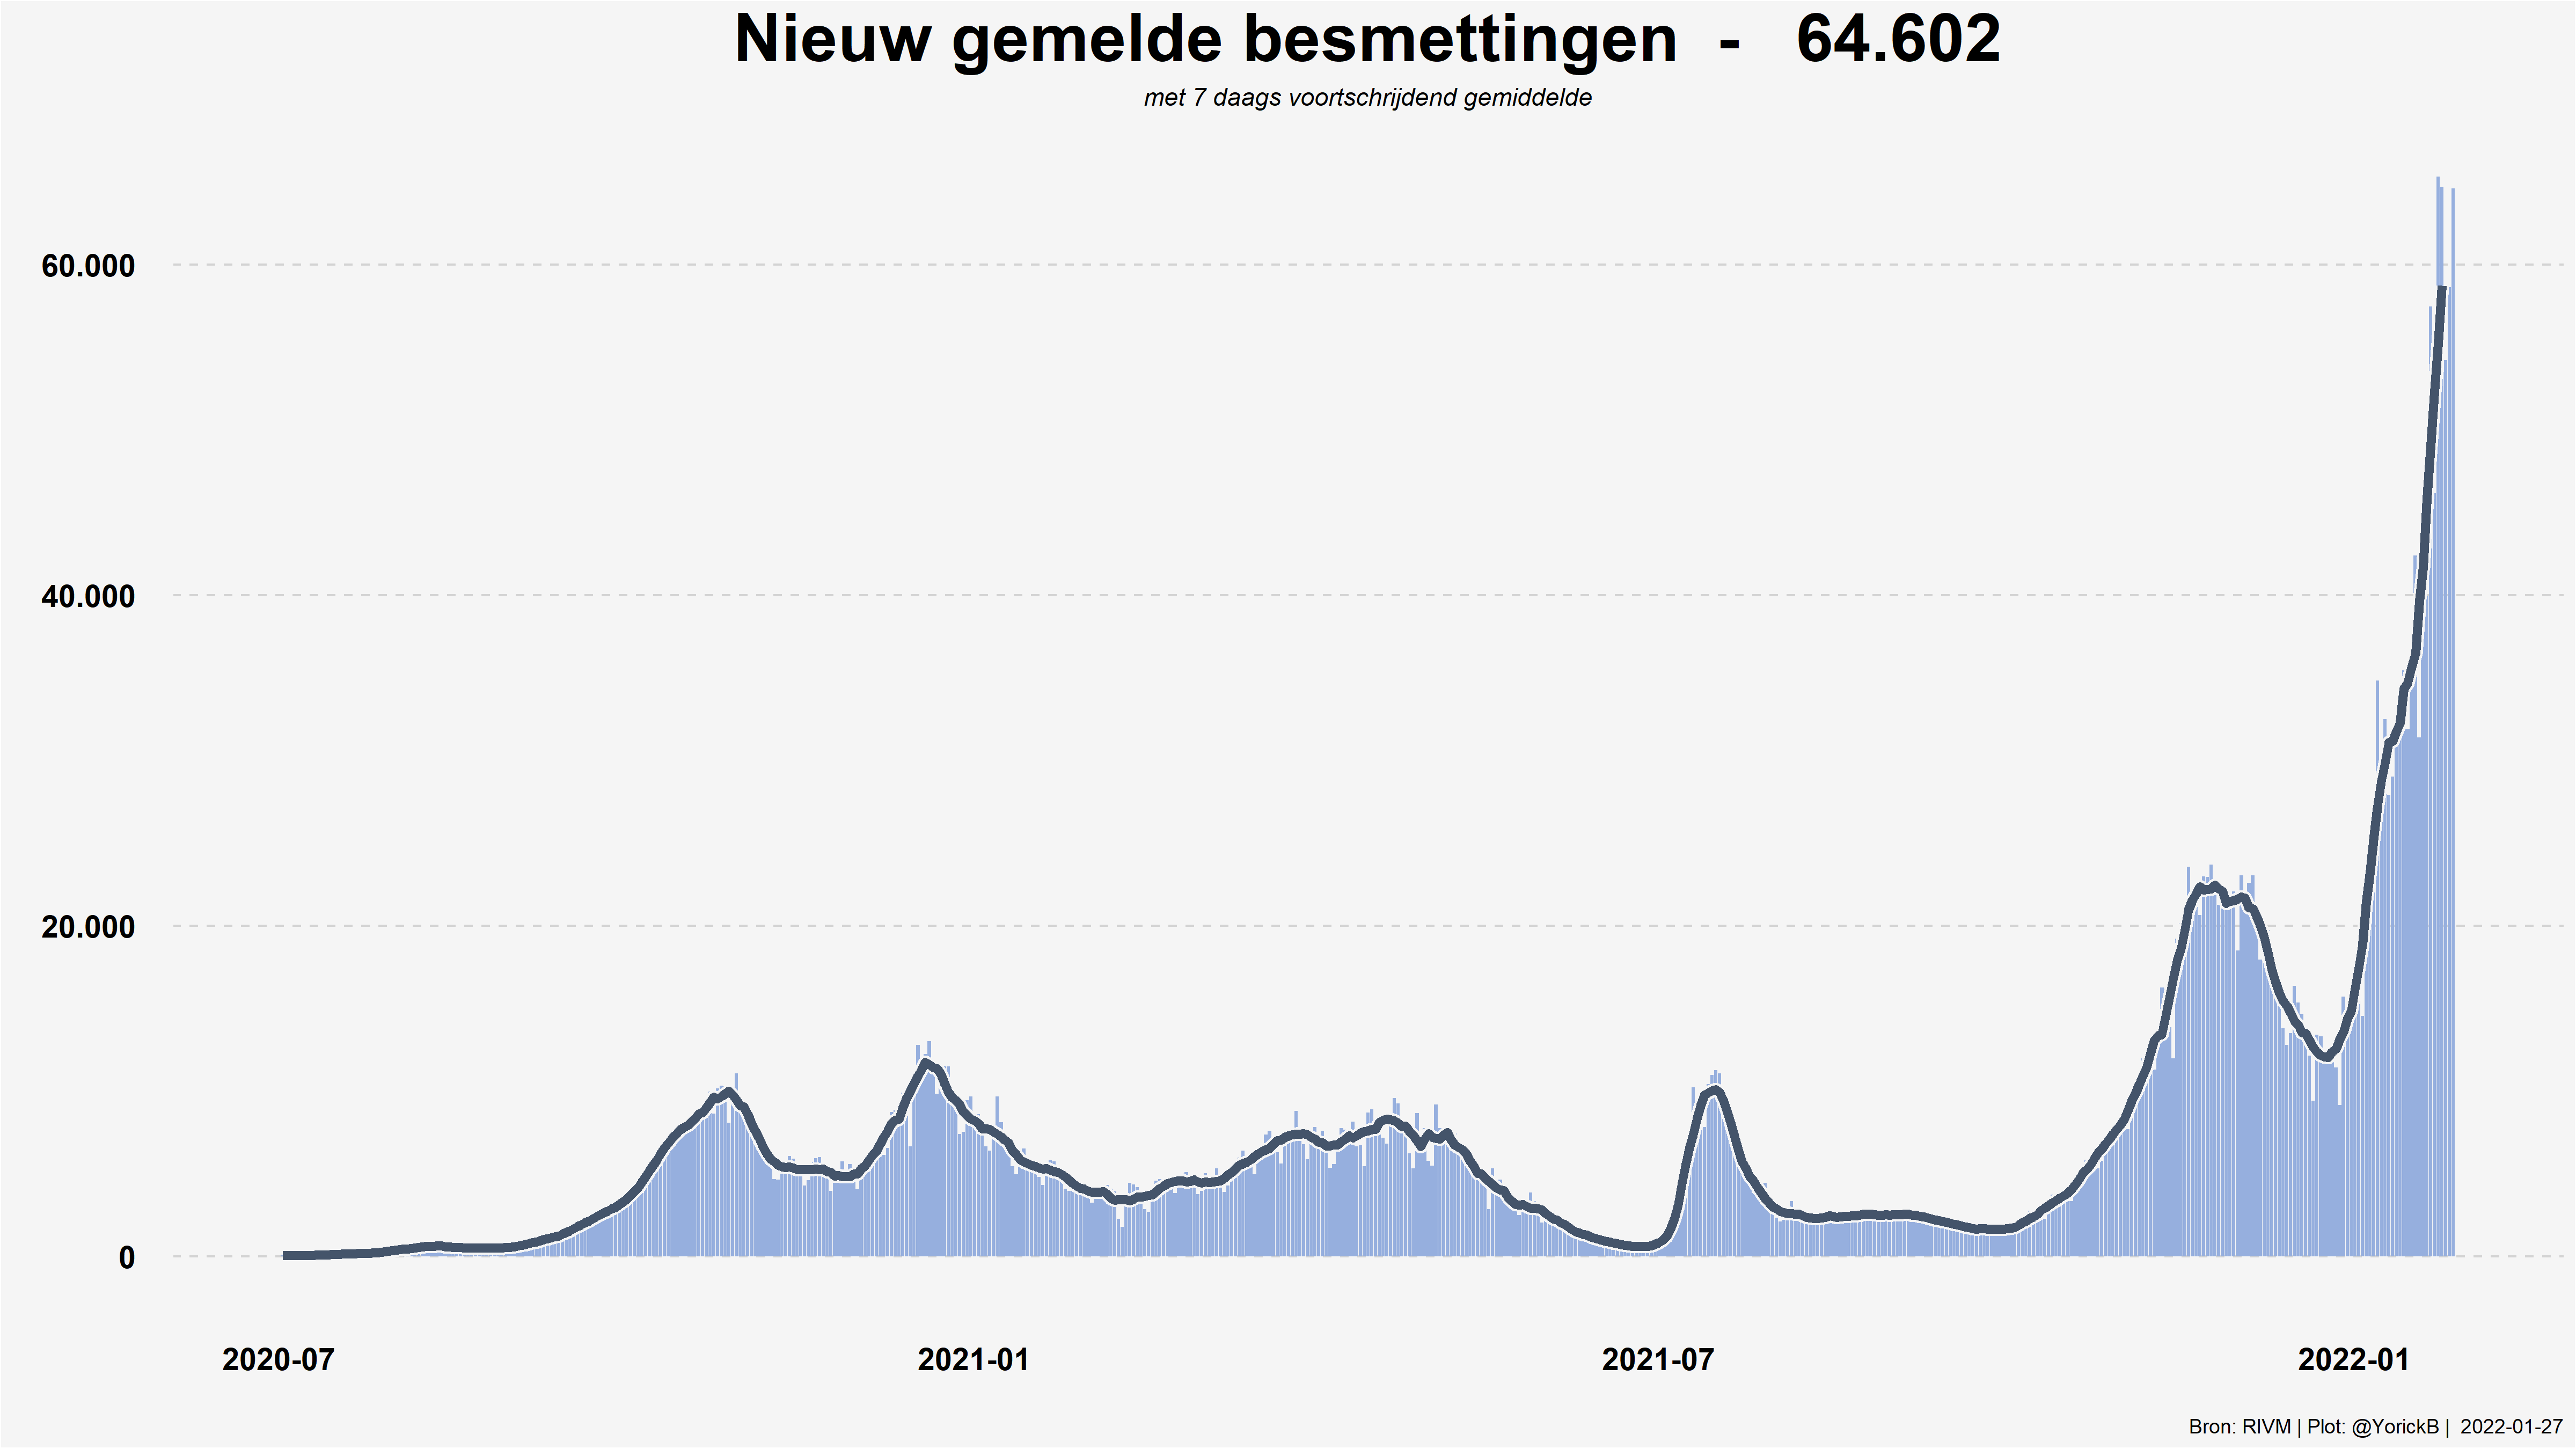 Nieuw gemelde besmettingen - 64.602
met 7 daags voortschrijdend gemiddelde
60.000
40.000
20.000
0
2020-07 2021-01 2021-07 2022-01
Bron: RIVM | Plot: @YorickB | 2022-01-27